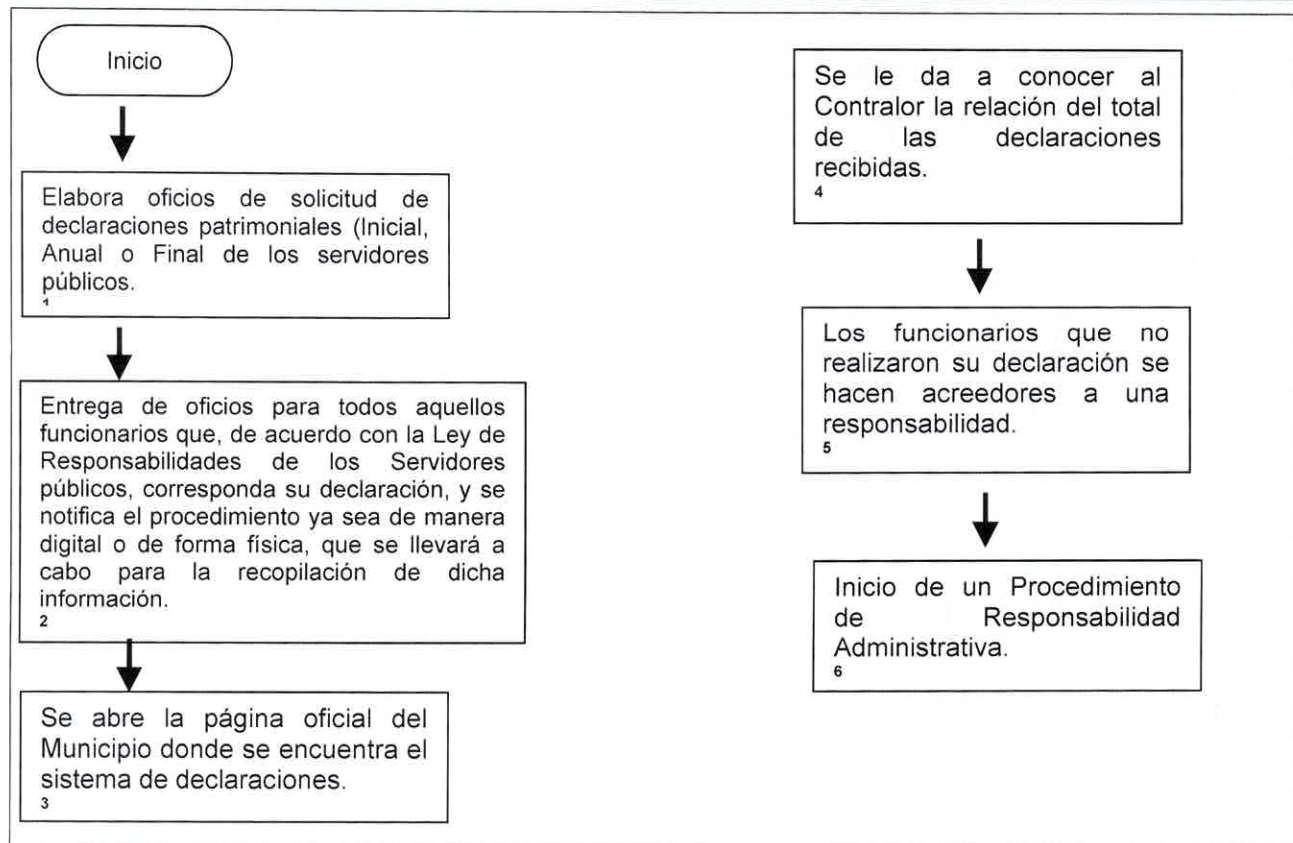 Inicio
Elabora oficios de solicitud de
declaraciones patrimoniales (Inicial,
Anual o Final de los servidores
públicos.
1
Entrega de oficios para todos aquellos
funcionarios que, de acuerdo con la Ley de
Responsabilidades de los Servidores
públicos, corresponda su declaración, y se
notifica el procedimiento ya sea de manera
digital o de forma física, que se llevará a
cabo para la recopilación de dicha
información.
2
Se abre la página oficial del
Municipio donde se encuentra el
sistema de declaraciones.
3
Se le da a conocer al
Contralor la relación del total
de las declaraciones
recibidas.
4
Los funcionarios que no
realizaron su declaración se
hacen acreedores a una
responsabilidad.
5
Inicio de un Procedimiento
de Responsabilidad
Administrativa.
6